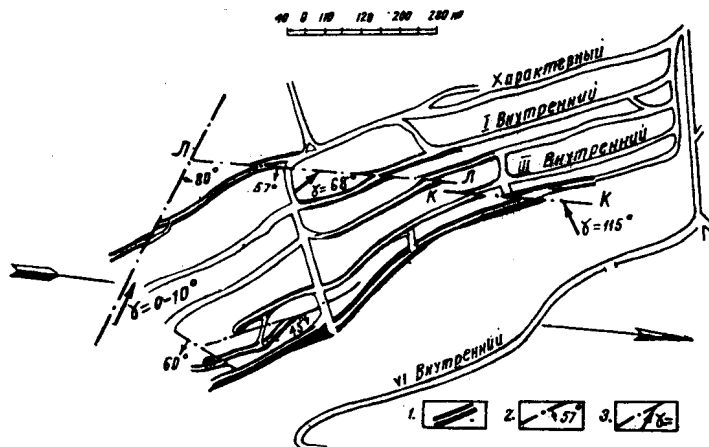 40 0 110 120 200 280 м
Характерный
I Внутренний
III Внутренний
Л
80°
57°
γ=68°
Л
К
К
γ=115°
γ=0-10°
45°
60°
VI Внутренний
1.
2. 57°
3. γ=